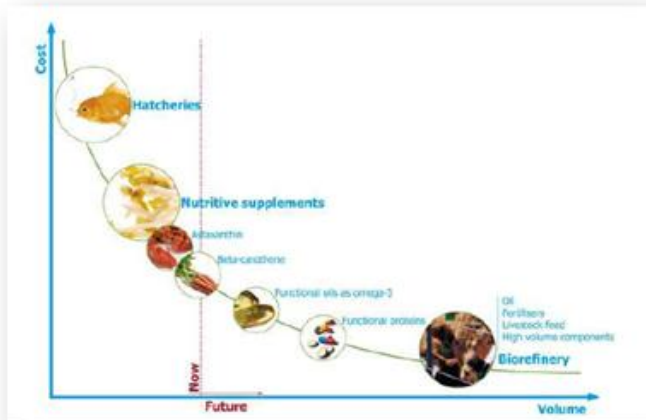 Cost
Hatcheries
Nutritive supplements
Astaxanthin
Beta-carothene
Functional oils as omega-3
Functional proteins
Oil
Fertilisers
Livestock feed
High volume components
Biorefinery
Now
Future
Volume